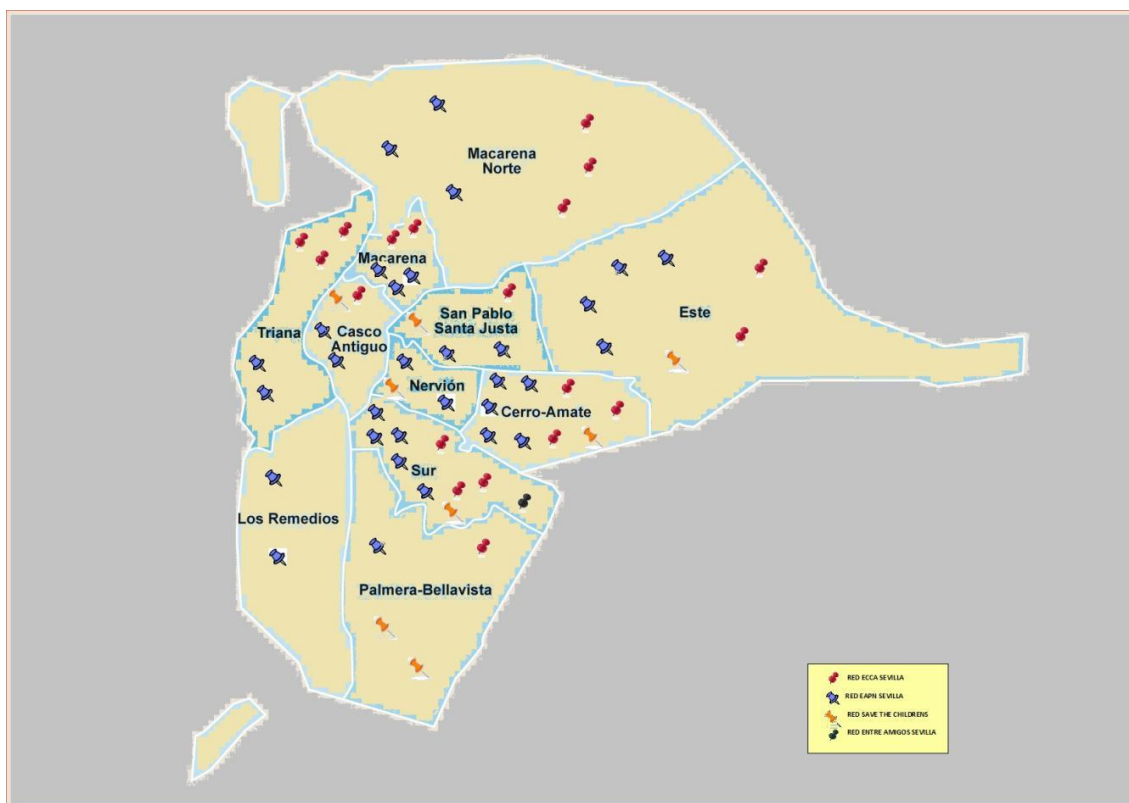 Macarena
Norte
Macarena
San Pablo
Santa Justa
Este
Triana
Casco
Antiguo
Nervión
Cerro-Amate
Sur
Los Remedios
Palmera-Bellavista
RED ECCA SEVILLA
RED EAPN SEVILLA
RED SAVE THE CHILDRENS
RED ENTRE AMIGOS SEVILLA